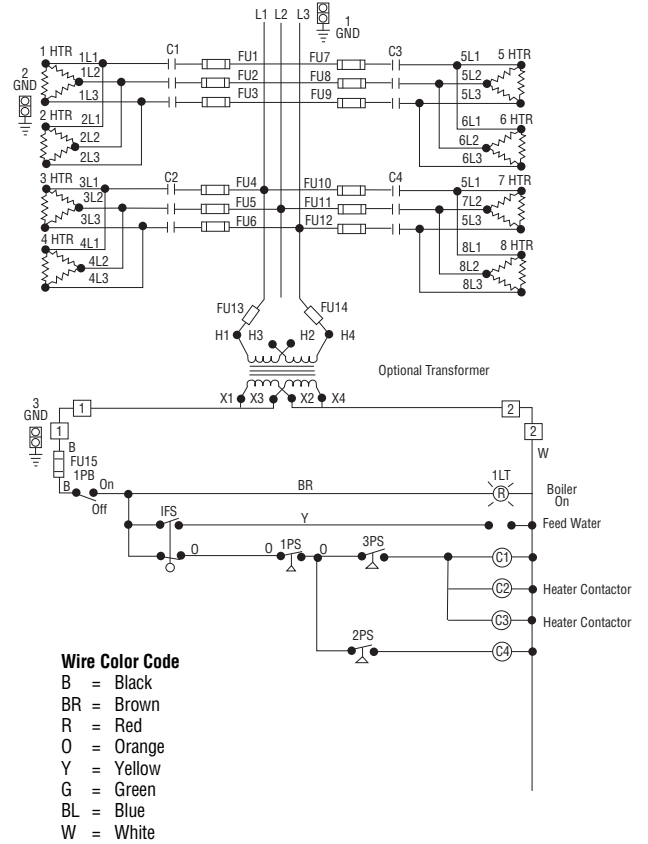 L1 L2 L3 1
GND
1 HTR 1L1 C1 FU1 FU7 C3 5L1 5 HTR
2
GND
1L2 FU2 FU8 5L2
1L3 FU3 FU9 5L3
2 HTR 2L1 6L1 6 HTR
2L2 6L2
2L3 6L3
3 HTR 3L1 C2 FU4 FU10 C4 5L1 7 HTR
3L2 FU5 FU11 7L2
3L3 FU6 FU12 5L3
4 HTR 4L1 8L1 8 HTR
4L2 8L2
4L3 8L3
FU13 FU14
H1 H3 H2 H4
Optional Transformer
X1 X3 X2 X4
3
GND
1 2
1 2
B W
FU15
1PB
B On BR 1LT
R Boiler
On
Off
IFS Y Feed Water
O O 1PS O 3PS C1
C2 Heater Contactor
C3 Heater Contactor
2PS C4
Wire Color Code
B = Black
BR = Brown
R = Red
O = Orange
Y = Yellow
G = Green
BL = Blue
W = White